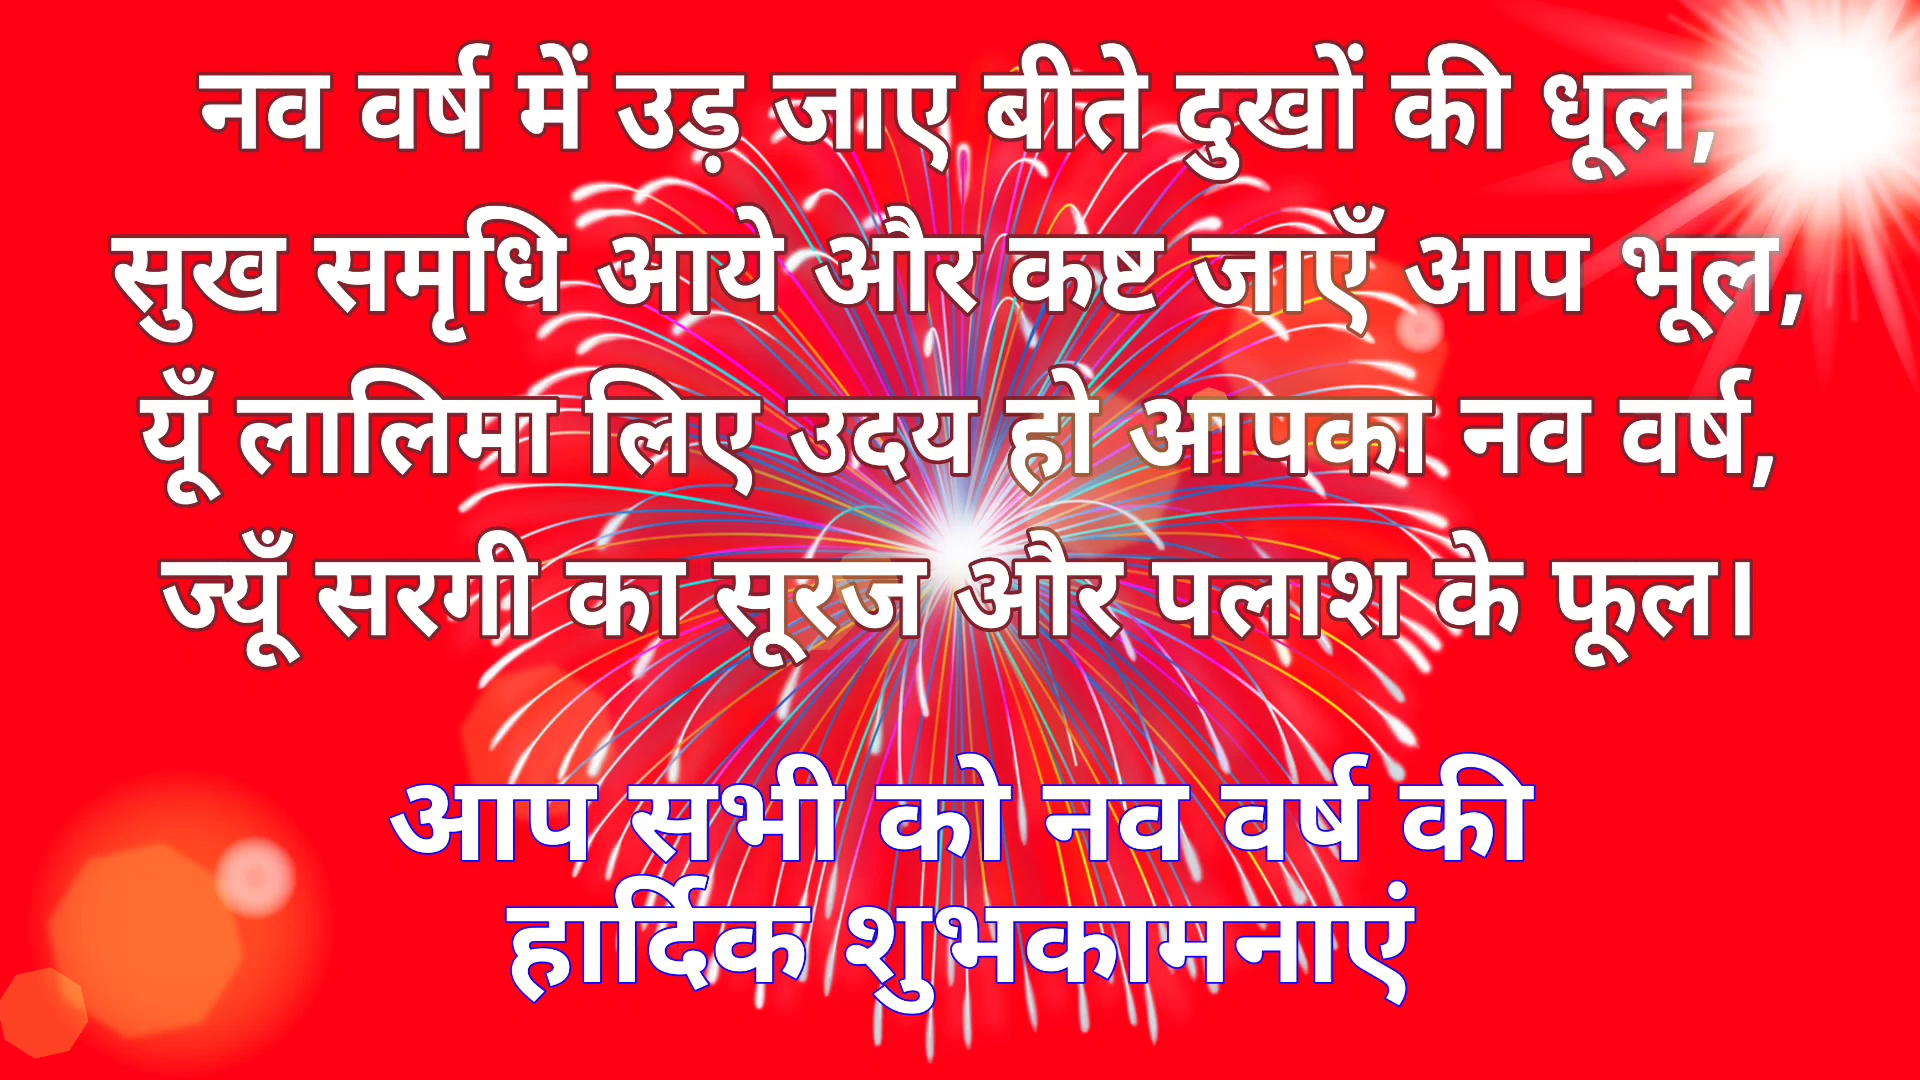 नव वर्ष में उड़ जाए बीते दुखों की धूल,
सुख समृधि आये और कष्ट जाएँ आप भूल,
यूँ लालिमा लिए उदय हो आपका नव वर्ष,
ज्यूँ सरगी का सूरज और पलाश के फूल।
आप सभी को नव वर्ष की
हार्दिक शुभकामनाएं